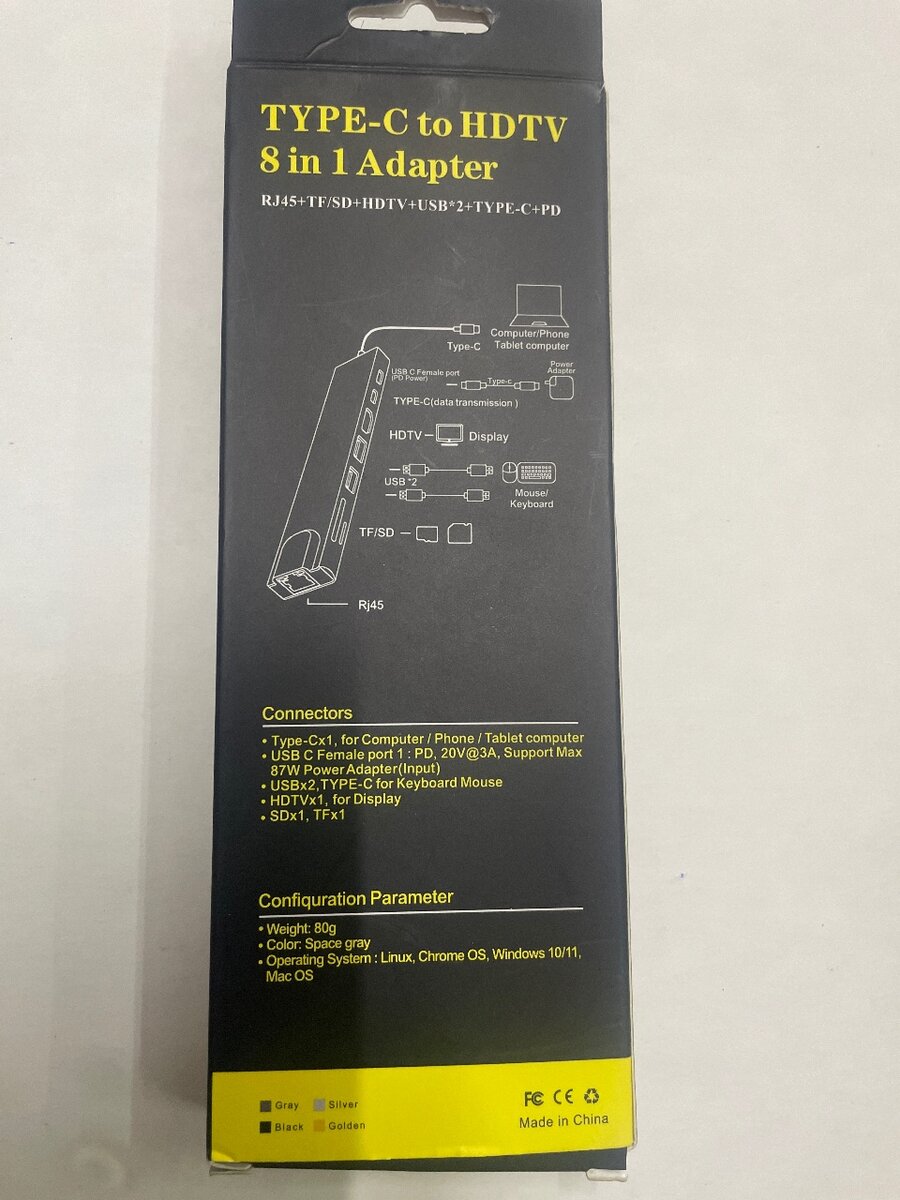 TYPE-C to HDTV
8 in 1 Adapter
RJ45+TF/SD+HDTV+USB*2+TYPE-C+PD
Computer/Phone
Tablet computer
Type-C
USB C Female port
(PD Power)
Type-c
Power
Adapter
TYPE-C(data transmission )
HDTV
Display
USB *2
Mouse/
Keyboard
TF/SD
Rj45
Connectors
• Type-Cx1, for Computer / Phone / Tablet computer
• USB C Female port 1 : PD, 20V@3A, Support Max
87W Power Adapter(Input)
• USBx2,TYPE-C for Keyboard Mouse
• HDTVx1, for Display
• SDx1, TFx1
Confiquration Parameter
• Weight: 80g
• Color: Space gray
• Operating System : Linux, Chrome OS, Windows 10/11,
Mac OS
Gray Silver
Black Golden
FC CE
Made in China